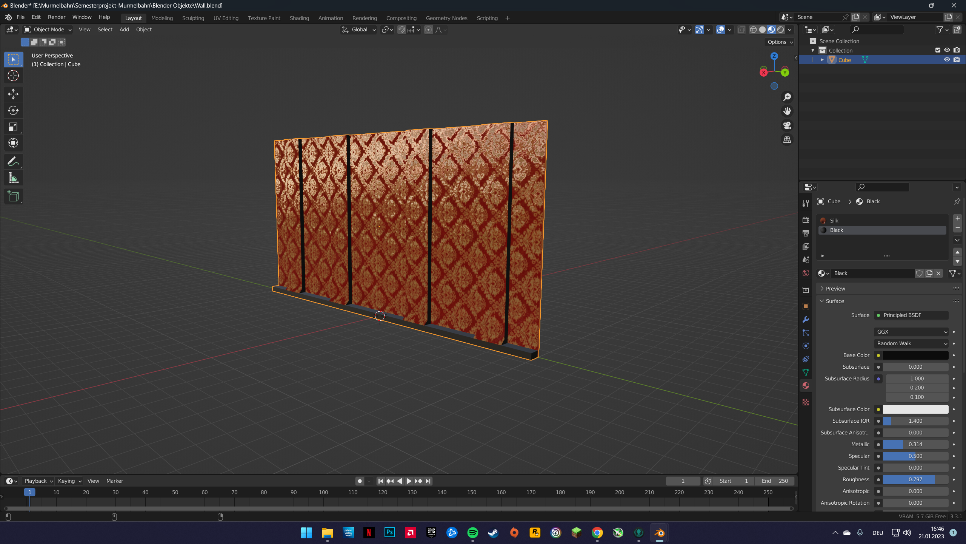 Blender* [E:\Murmelbahn\Semesterprojekt-Murmelbahn\Blender Objekte\Wall.blend]
File Edit Render Window Help Layout Modeling Sculpting UV Editing Texture Paint Shading Animation Rendering Compositing Geometry Nodes Scripting + Scene ViewLayer
Object Mode View Select Add Object Global
Options
User Perspective
(1) Collection | Cube
Z
X Y
Scene Collection
Collection
Cube
Cube > Black
Silk
Black
Black
Preview
Surface
Surface Principled BSDF
GGX
Random Walk
Base Color
Subsurface 0.000
Subsurface Radius 1.000
0.200
0.100
Subsurface Color
Subsurface IOR 1.400
Subsurface Anisotr. 0.000
Metallic 0.314
Specular 0.500
Specular Tint 0.000
Roughness 0.797
Anisotropic 0.000
Anisotropic Rotation 0.000
Playback Keying View Marker 1 Start 1 End 250
1 10 20 30 40 50 60 70 80 90 100 110 120 130 140 150 160 170 180 190 200 210 220 230 240 250
DEU 15:46
21.01.2023